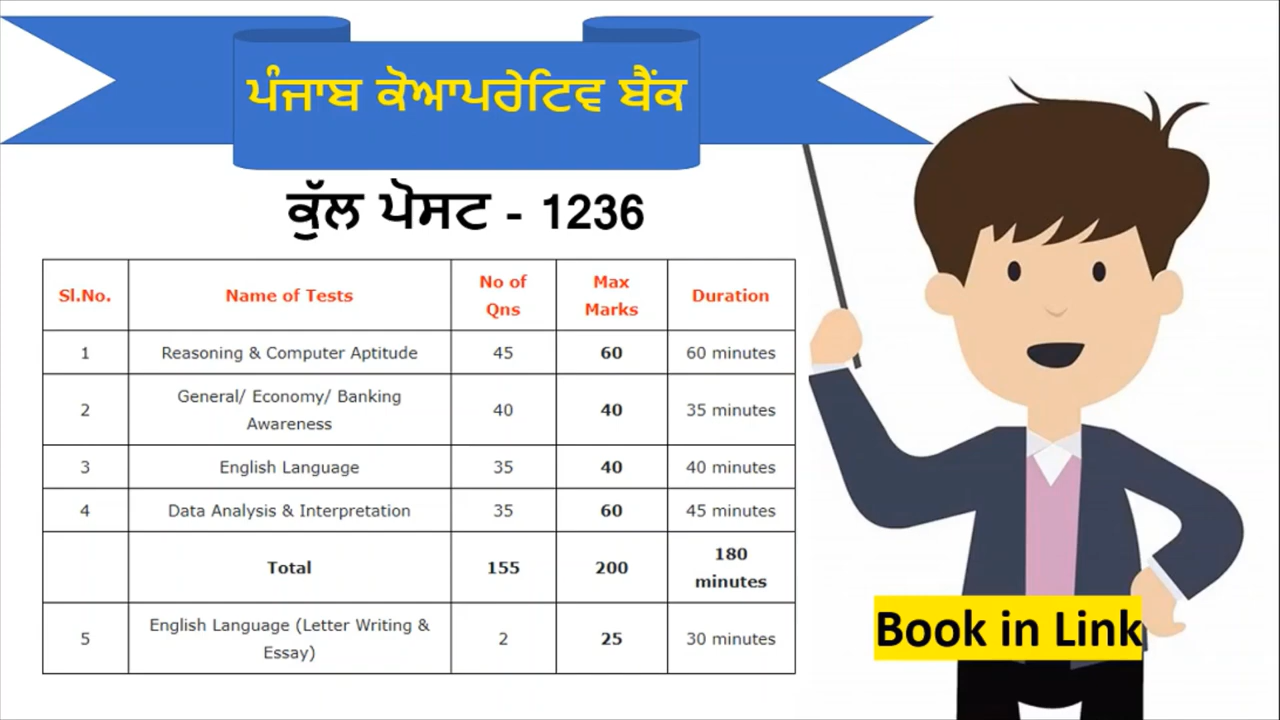 ਪੰਜਾਬ ਕੋਆਪਰੇਟਿਵ ਬੈਂਕ
ਕੁੱਲ ਪੋਸਟ - 1236
Sl.No. Name of Tests No of Qns Max Marks Duration
1 Reasoning & Computer Aptitude 45 60 60 minutes
2 General/ Economy/ Banking Awareness 40 40 35 minutes
3 English Language 35 40 40 minutes
4 Data Analysis & Interpretation 35 60 45 minutes
Total 155 200 180 minutes
5 English Language (Letter Writing & Essay) 2 25 30 minutes
Book in Link